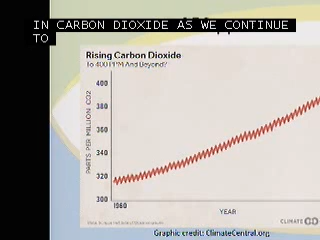 IN CARBON DIOXIDE AS WE CONTINUE
TO
Rising Carbon Dioxide
To 400 PPM And Beyond?
PARTS PER MILLION CO2
400
380
360
340
320
300
1960
YEAR
CLIMATE
Graphic credit: ClimateCentral.org